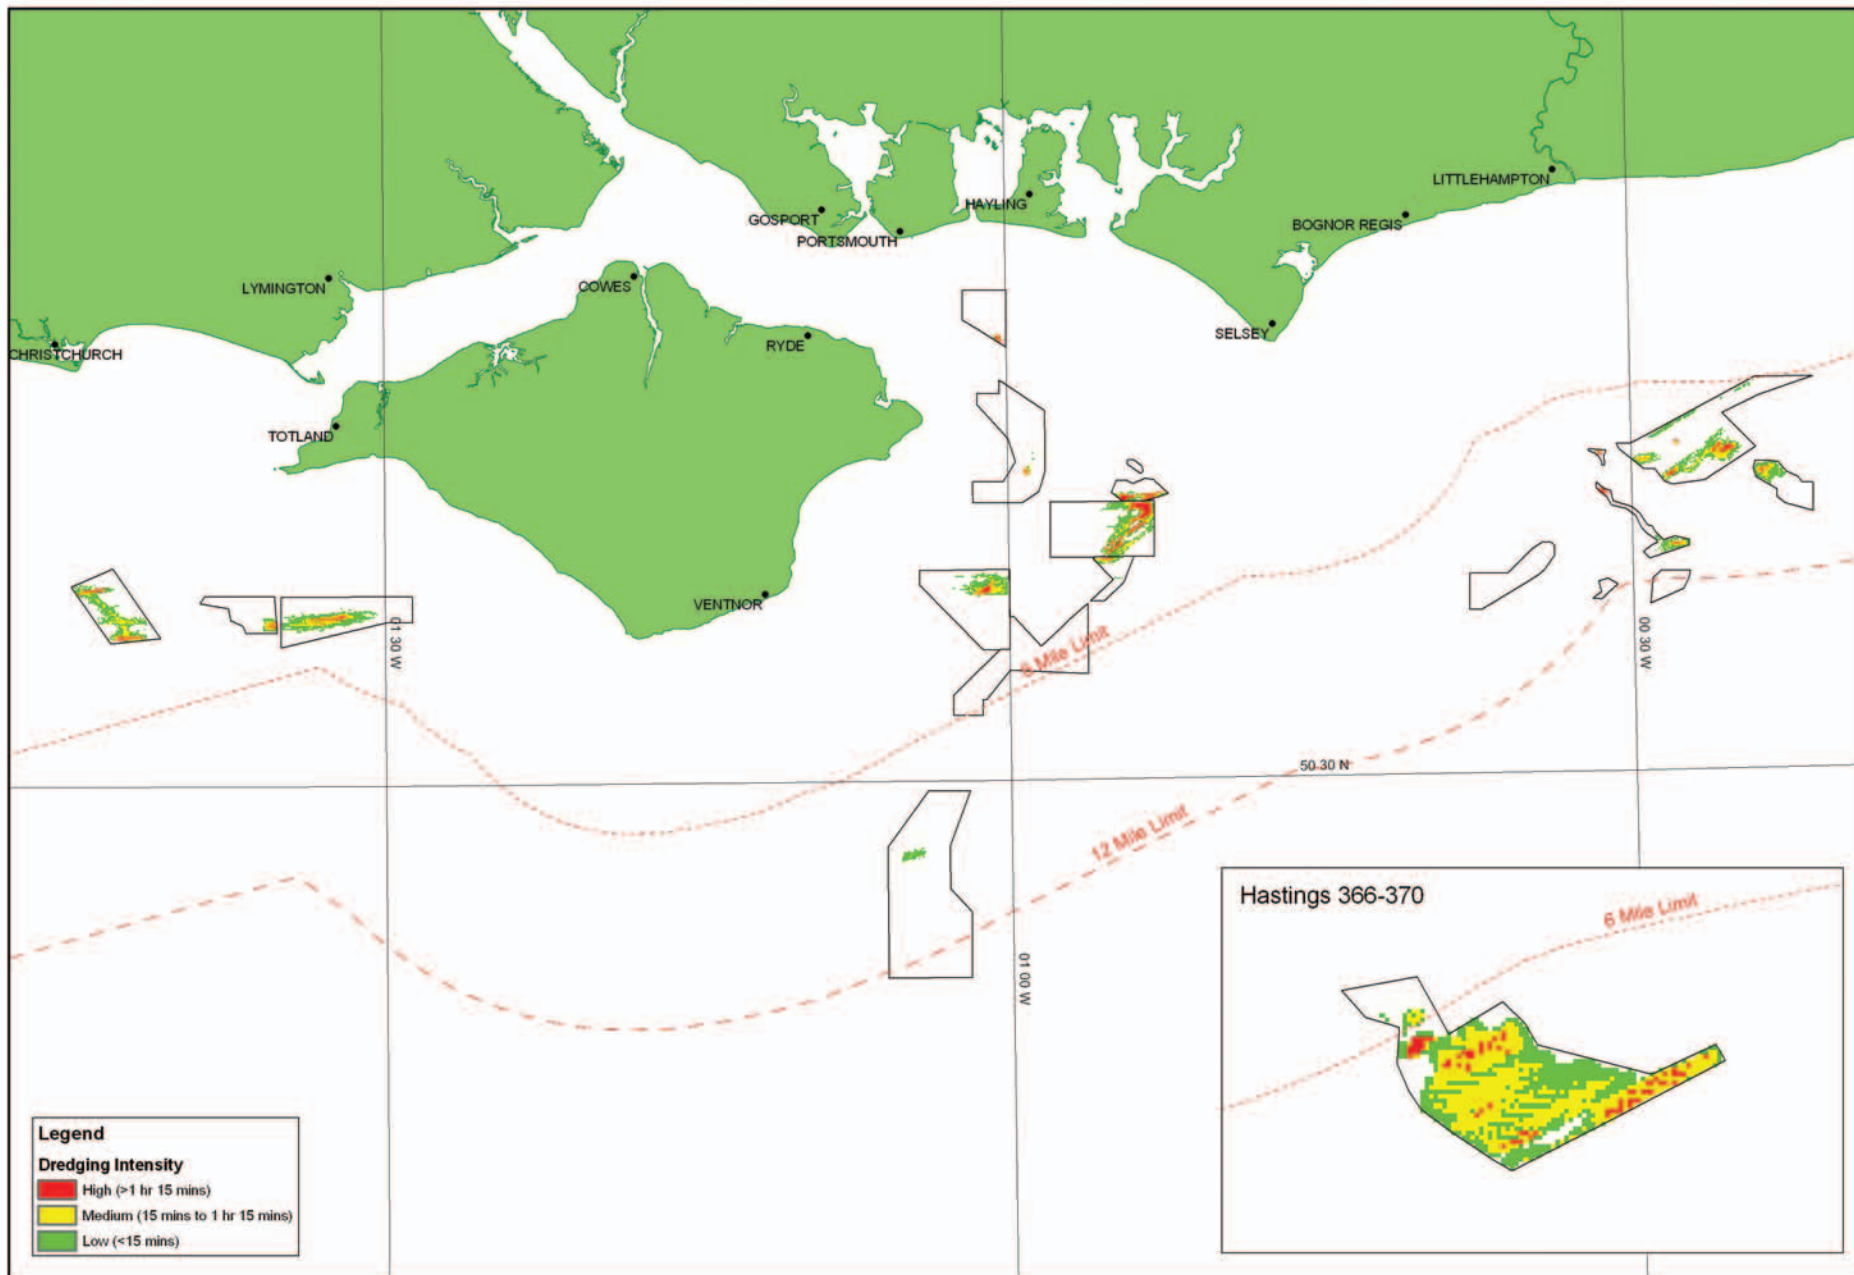 LITTLEHAMPTON
HAYLING
GOSPORT
BOGNOR REGIS
PORTSMOUTH
LYMINGTON
COWES
SELSEY
RYDE
CHRISTCHURCH
TOTLAND
VENTNOR
01 30 W
00 30 W
6 Mile Limit
50 30 N
12 Mile Limit
01 00 W
Hastings 366-370
6 Mile Limit
Legend
Dredging Intensity
High (>1 hr 15 mins)
Medium (15 mins to 1 hr 15 mins)
Low (<15 mins)